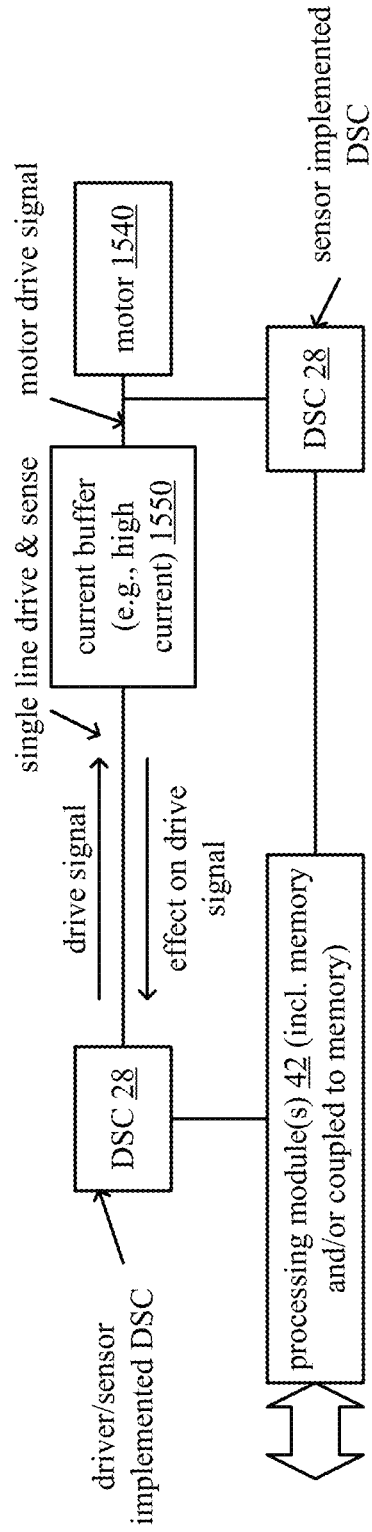 driver/sensor
implemented DSC
DSC 28
drive signal
effect on drive
signal
single line drive & sense
current buffer
(e.g., high
current) 1550
motor drive signal
motor 1540
processing module(s) 42 (incl. memory
and/or coupled to memory)
DSC 28
sensor implemented
DSC